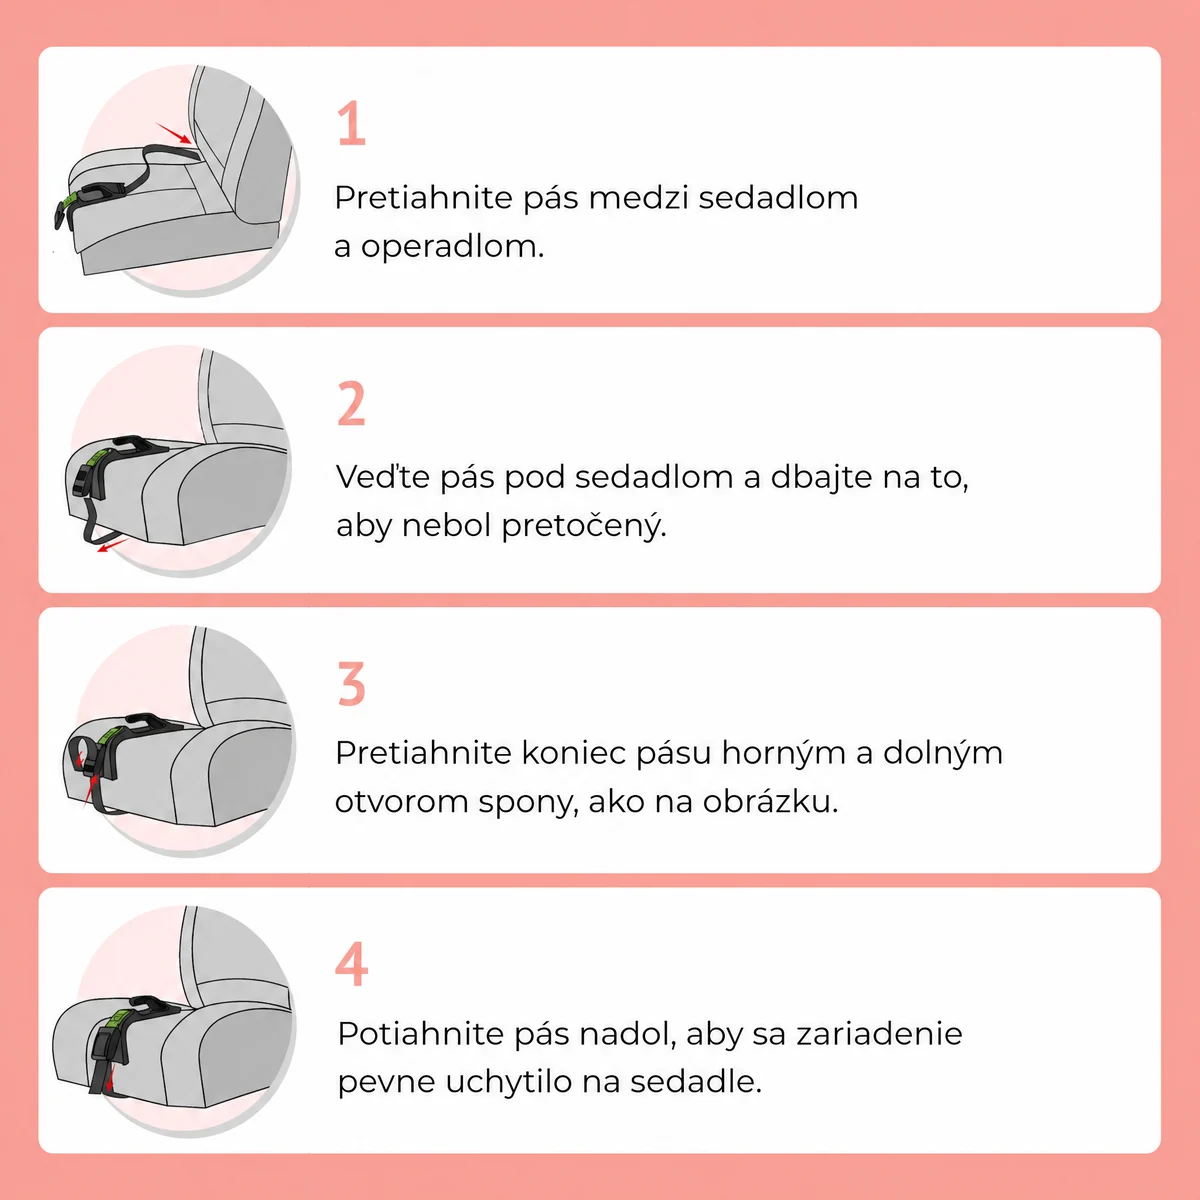 1
Pretiahnite pás medzi sedadlom
a operadlom.
2
Veďte pás pod sedadlom a dbajte na to,
aby nebol pretočený.
3
Pretiahnite koniec pásu horným a dolným
otvorom spony, ako na obrázku.
4
Potiahnite pás nadol, aby sa zariadenie
pevne uchytilo na sedadle.